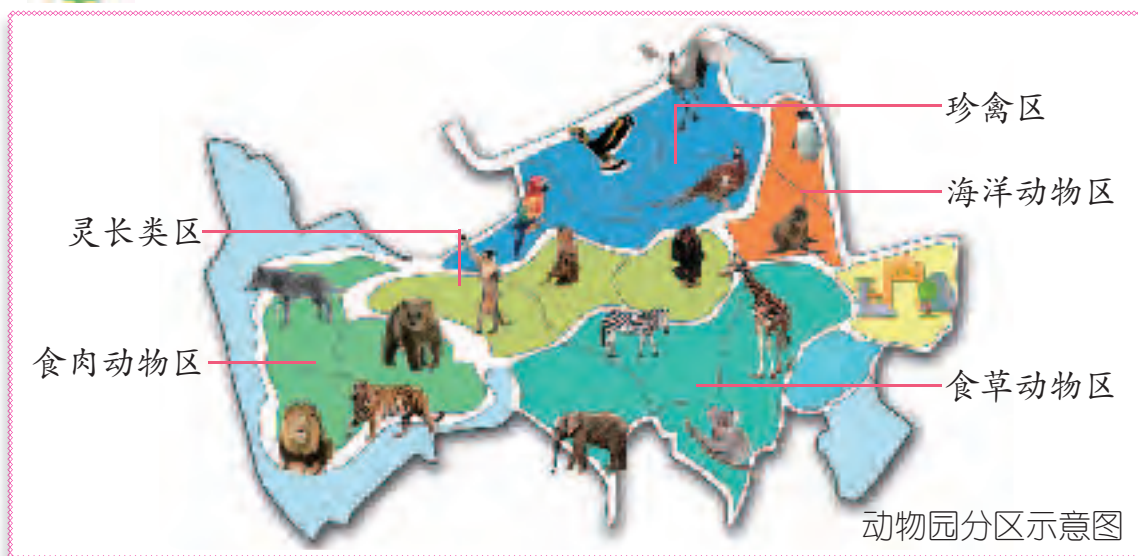 珍禽区
海洋动物区
灵长类区
食肉动物区
食草动物区
动物园分区示意图